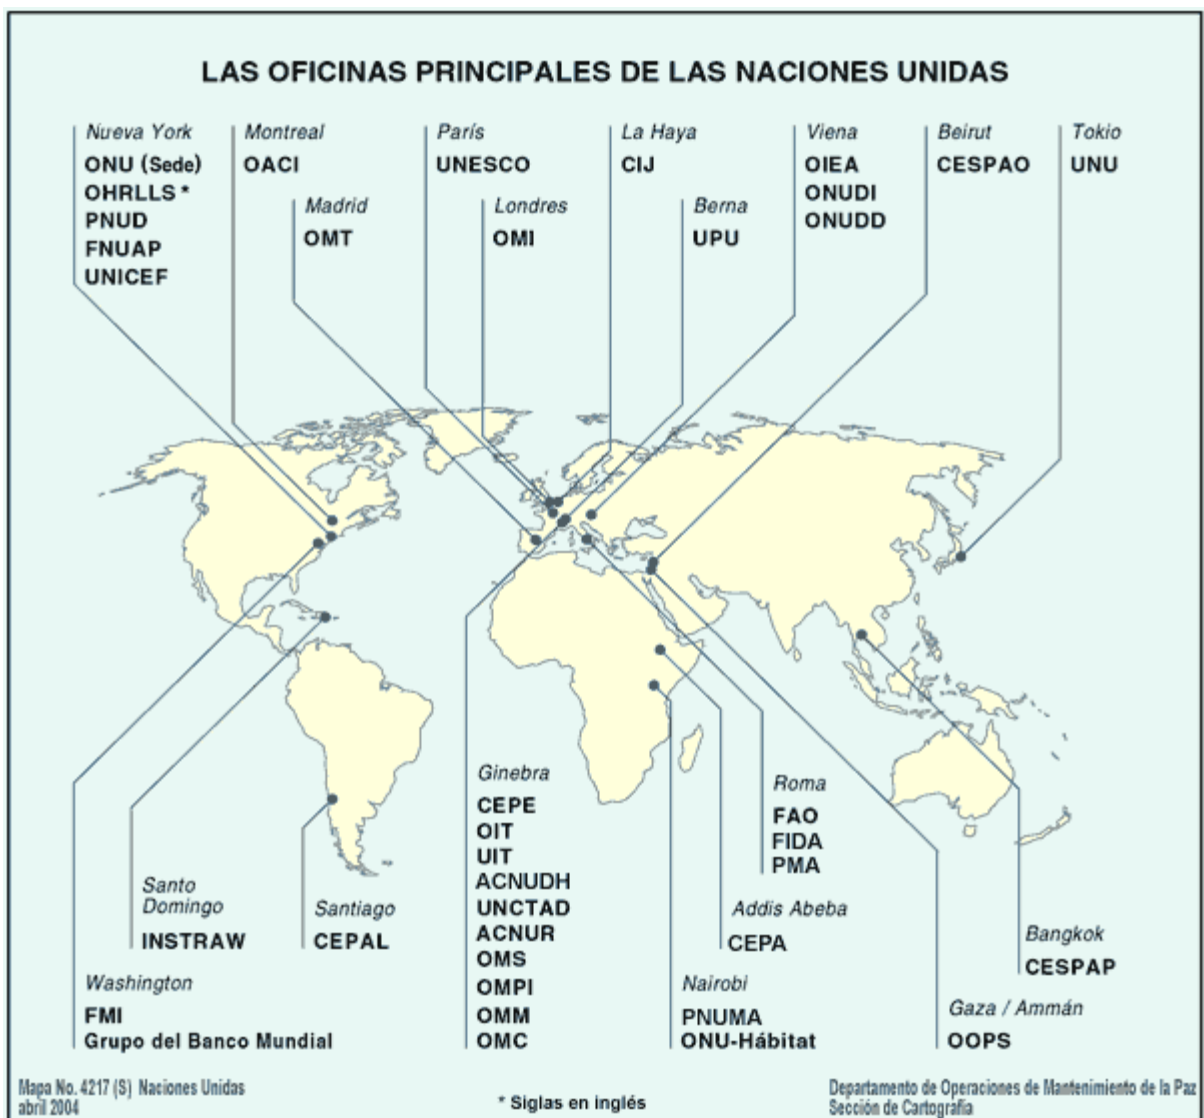 LAS OFICINAS PRINCIPALES DE LAS NACIONES UNIDAS
Nueva York
ONU (Sede)
OHRLLS *
PNUD
FNUAP
UNICEF
Montreal
OACI
Madrid
OMT
París
UNESCO
Londres
OMI
La Haya
CIJ
Berna
UPU
Viena
OIEA
ONUDI
ONUDD
Beirut
CESPAO
Tokio
UNU
Santo
Domingo
INSTRAW
Santiago
CEPAL
Washington
FMI
Grupo del Banco Mundial
Ginebra
CEPE
OIT
UIT
ACNUDH
UNCTAD
ACNUR
OMS
OMPI
OMM
OMC
Roma
FAO
FIDA
PMA
Addis Abeba
CEPA
Nairobi
PNUMA
ONU-Hábitat
Bangkok
CESPAP
Gaza / Ammán
OOPS
Mapa No. 4217 (S) Naciones Unidas
abril 2004
* Siglas en inglés
Departamento de Operaciones de Mantenimiento de la Paz
Sección de Cartografía